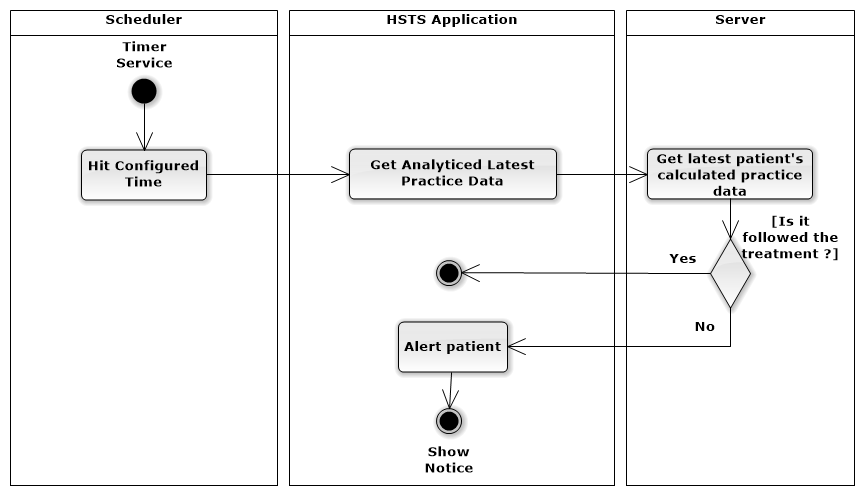 Scheduler
HSTS Application
Server
Timer
Service
Hit Configured
Time
Get Analyticed Latest
Practice Data
Get latest patient's
calculated practice
data
[Is it
followed the
treatment ?]
Yes
No
Alert patient
Show
Notice